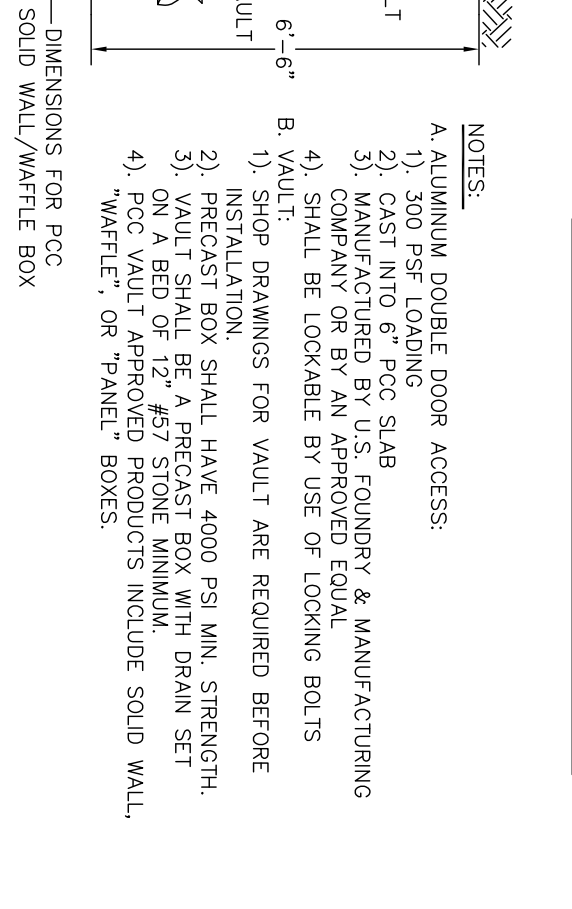 NOTES:
A. ALUMINUM DOUBLE DOOR ACCESS:
1). 300 PSF LOADING
2). CAST INTO 6" PCC SLAB
3). MANUFACTURED BY U.S. FOUNDRY & MANUFACTURING
COMPANY OR BY AN APPROVED EQUAL
4). SHALL BE LOCKABLE BY USE OF LOCKING BOLTS
B. VAULT:
1). SHOP DRAWINGS FOR VAULT ARE REQUIRED BEFORE
INSTALLATION.
2). PRECAST BOX SHALL HAVE 4000 PSI MIN. STRENGTH.
3). VAULT SHALL BE A PRECAST BOX WITH DRAIN SET
ON A BED OF 12" #57 STONE MINIMUM.
4). PCC VAULT APPROVED PRODUCTS INCLUDE SOLID WALL,
"WAFFLE", OR "PANEL" BOXES.
6'-6"
LT
ULT
DIMENSIONS FOR PCC
SOLID WALL/WAFFLE BOX